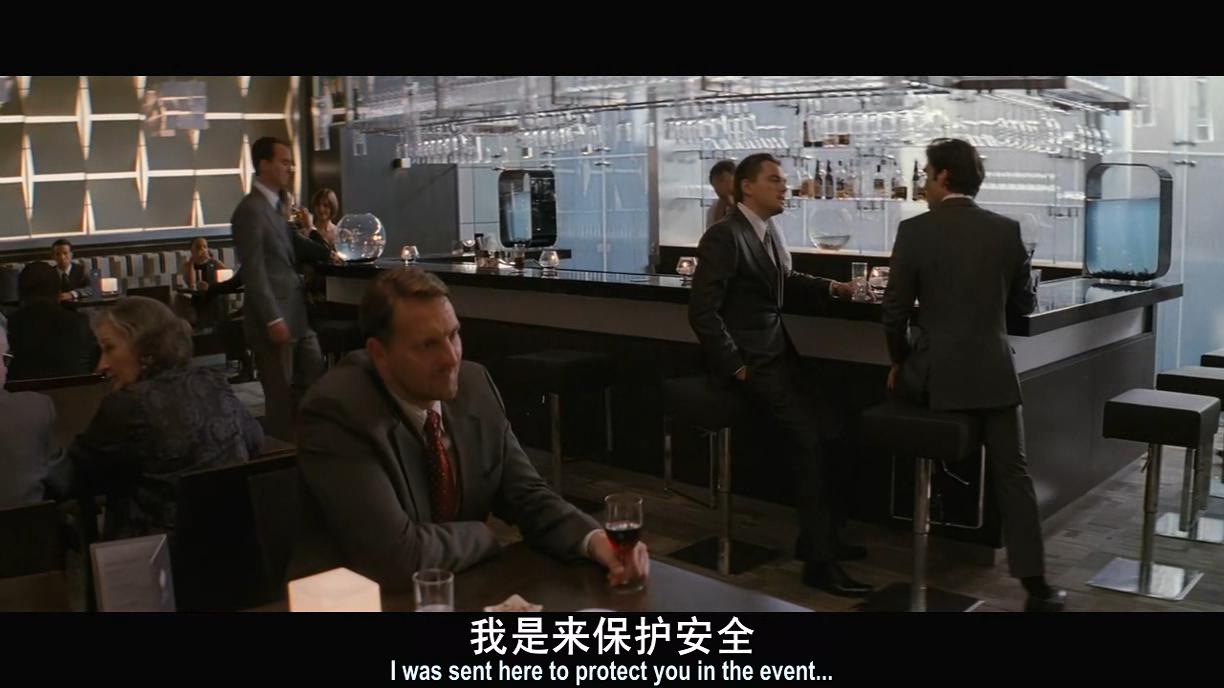 我是来保护安全
I was sent here to protect you in the event...